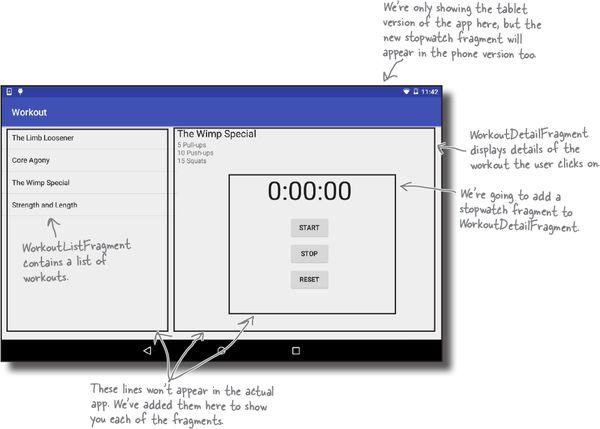 We're only showing the tablet
version of the app here, but the
new stopwatch fragment will
appear in the phone version too.
11:42
Workout
The Limb Loosener
Core Agony
The Wimp Special
Strength and Length
WorkoutListFragment
contains a list of
workouts.
The Wimp Special
5 Pull-ups
10 Push-ups
15 Squats
0:00:00
START
STOP
RESET
WorkoutDetailFragment
displays details of the
workout the user clicks on.
We're going to add a
stopwatch fragment to
WorkoutDetailFragment.
These lines won't appear in the actual
app. We've added them here to show
you each of the fragments.